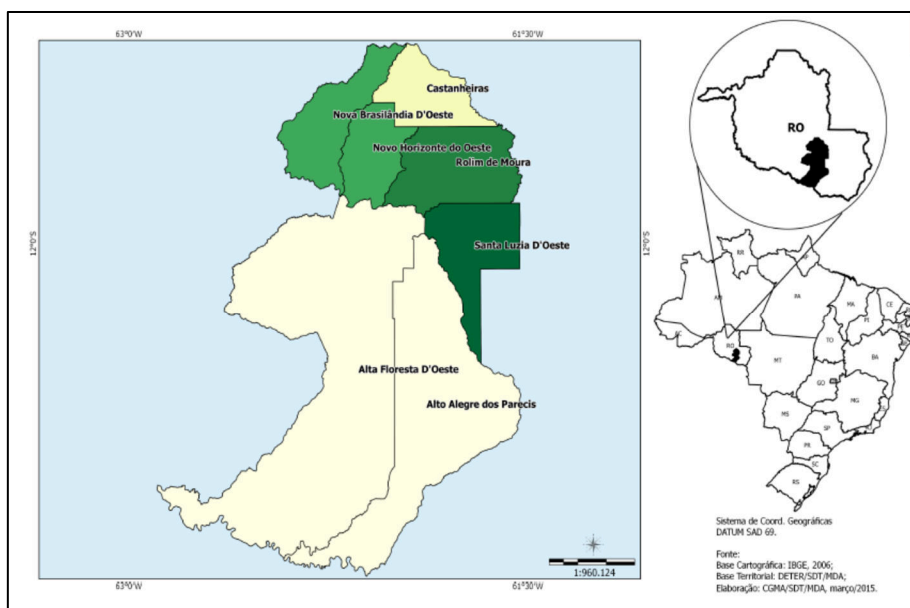 63°0'W
61°30'W
12°0'S
12°0'S
Castanheiras
Nova Brasilândia D'Oeste
Novo Horizonte do Oeste
Rolim de Moura
Santa Luzia D'Oeste
Alta Floresta D'Oeste
Alto Alegre dos Parecis
1:960.124
63°0'W
61°30'W
RO
RR
AP
AM
PA
MA
CE
PI
AC
RO
TO
BA
MT
GO
MG
MS
SP
PR
SC
RS
Sistema de Coord. Geográficas
DATUM SAD 69.
Fonte:
Base Cartográfica: IBGE, 2006;
Base Territorial: DETER/SDT/MDA;
Elaboração: CGMA/SDT/MDA, março/2015.